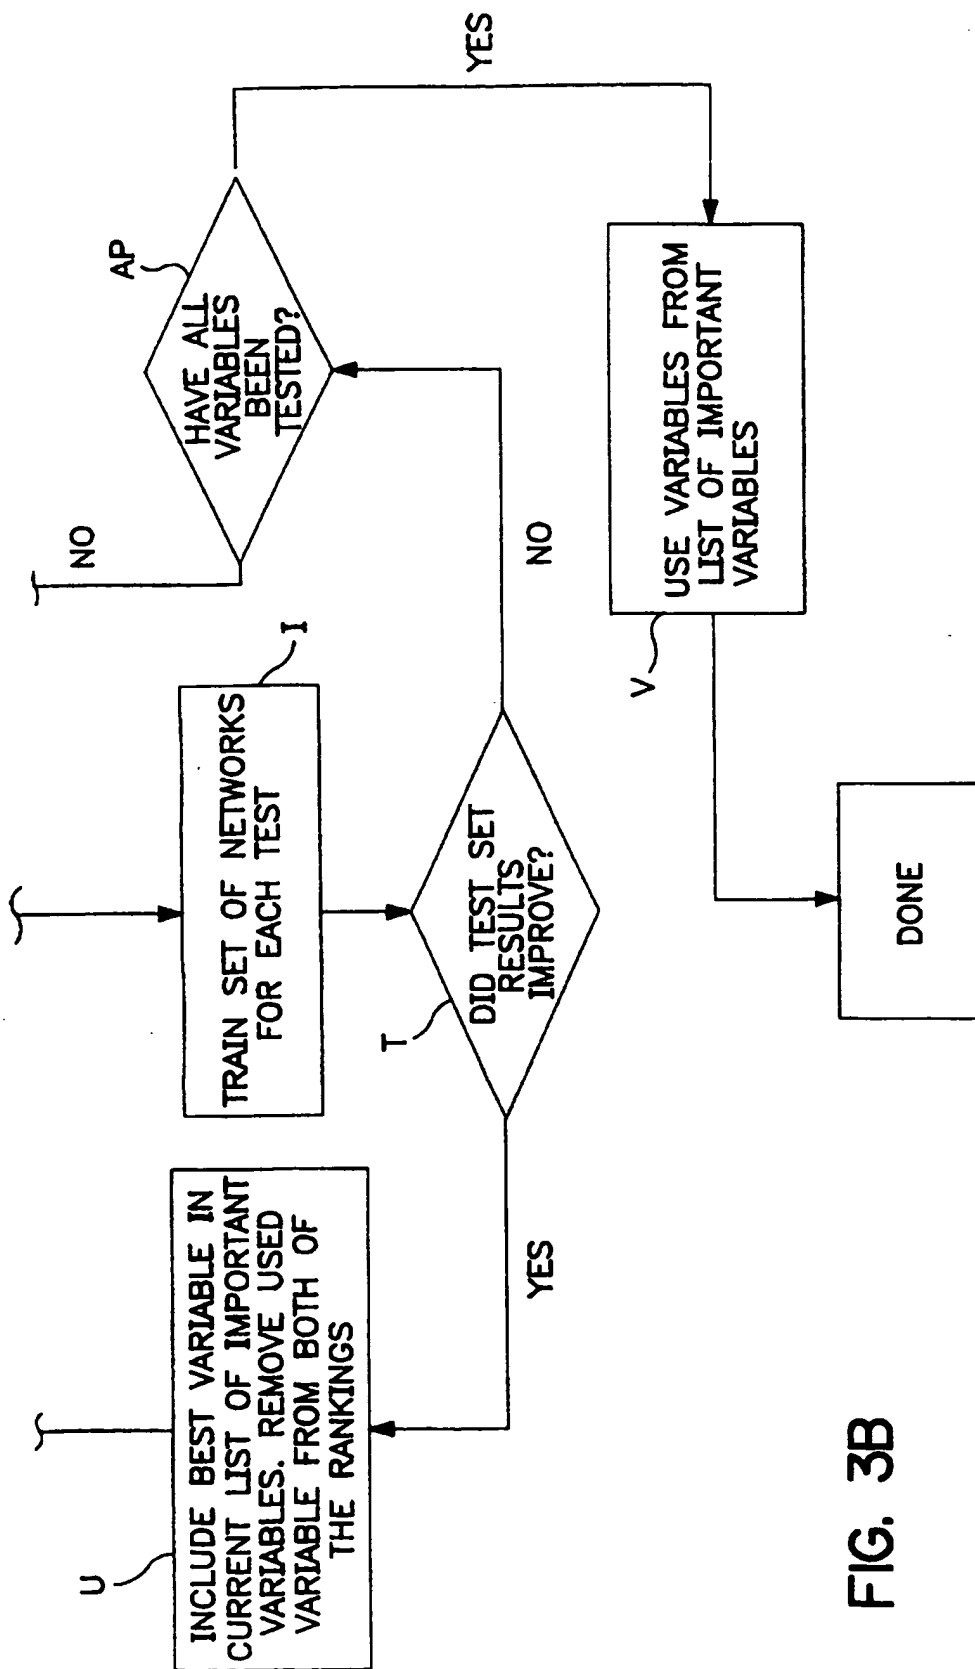 U
INCLUDE BEST VARIABLE IN
CURRENT LIST OF IMPORTANT
VARIABLES. REMOVE USED
VARIABLE FROM BOTH OF
THE RANKINGS
TRAIN SET OF NETWORKS
FOR EACH TEST
I
NO
AP
HAVE ALL
VARIABLES
BEEN
TESTED?
YES
T
DID TEST SET
RESULTS
IMPROVE?
YES
NO
V
USE VARIABLES FROM
LIST OF IMPORTANT
VARIABLES
DONE
FIG. 3B